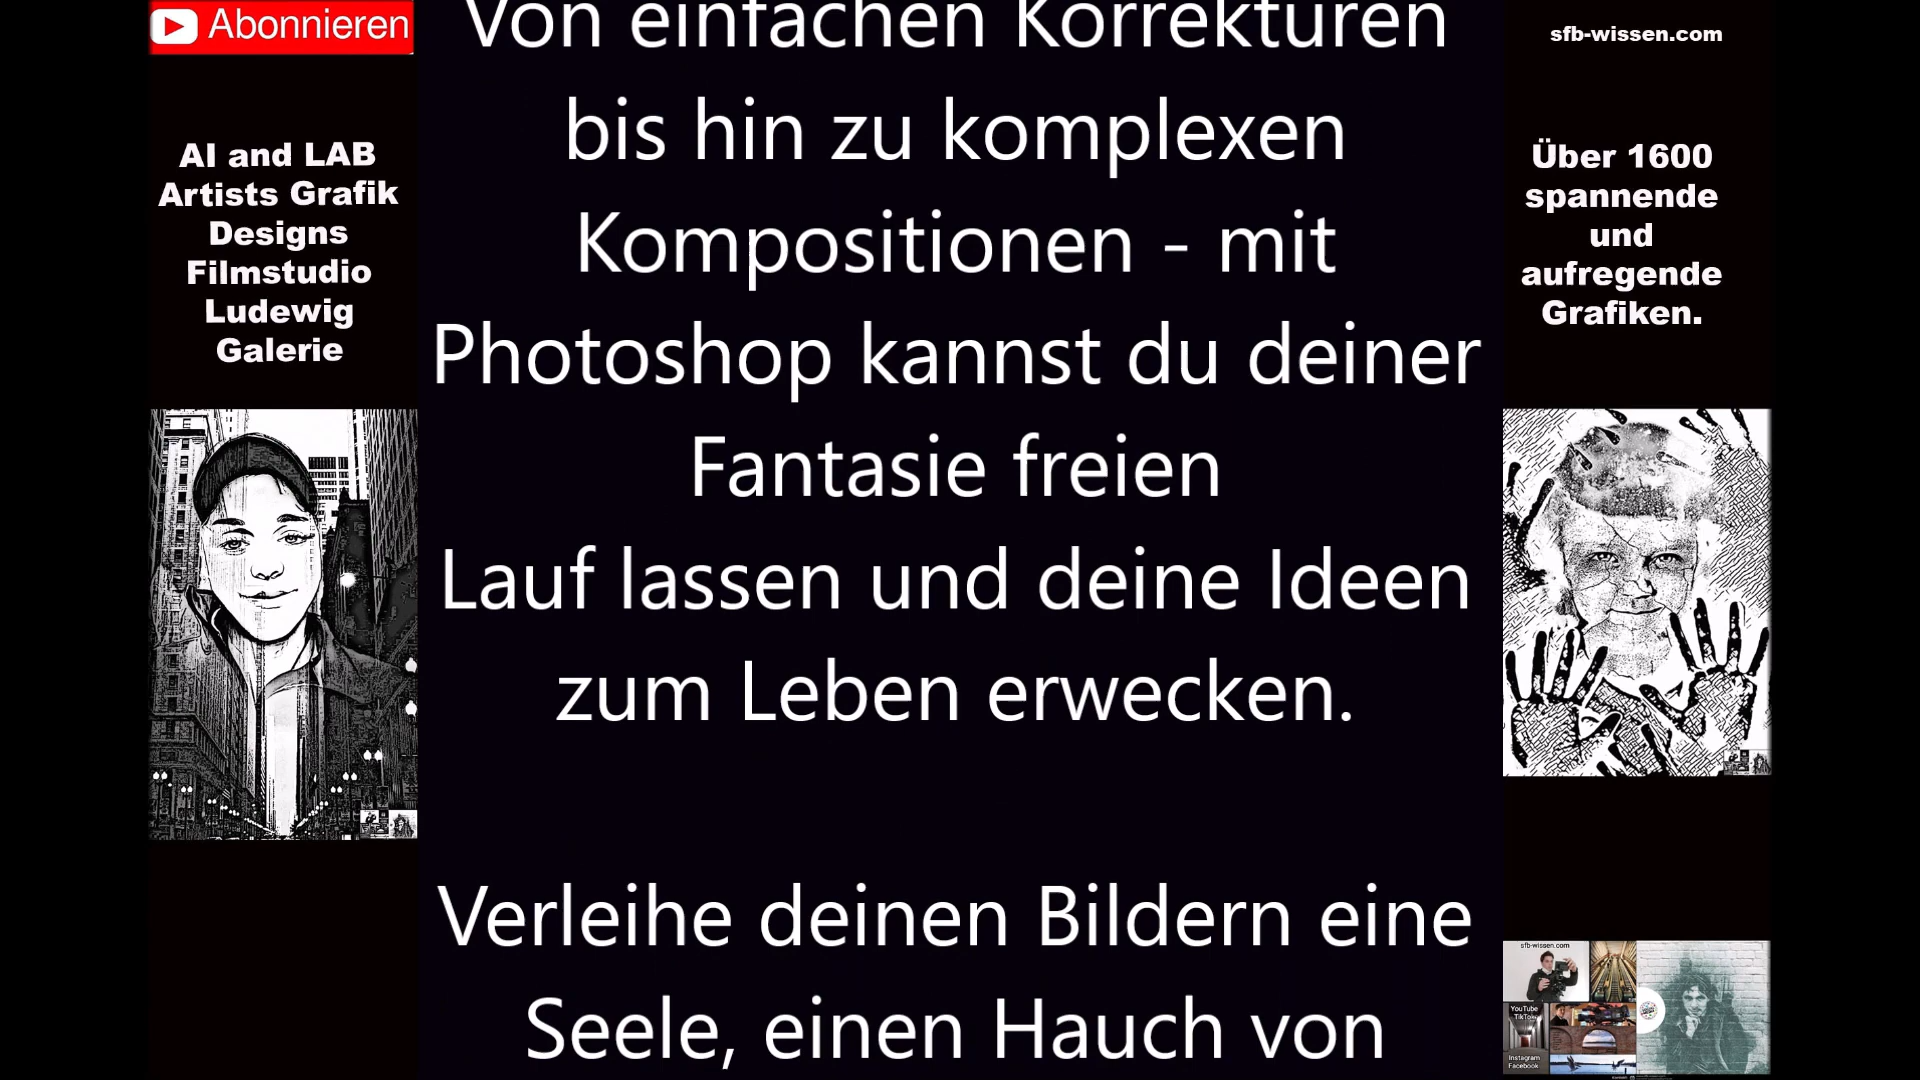 Abonnieren
AI and LAB
Artists Grafik
Designs
Filmstudio
Ludewig
Galerie
Von einfachen Korrekturen
bis hin zu komplexen
Kompositionen - mit
Photoshop kannst du deiner
Fantasie freien
Lauf lassen und deine Ideen
zum Leben erwecken.
Verleihe deinen Bildern eine
Seele, einen Hauch von
sfb-wissen.com
Über 1600
spannende
und
aufregende
Grafiken.
sfb-wissen.com
YouTube
TikTok
Instagram
Facebook